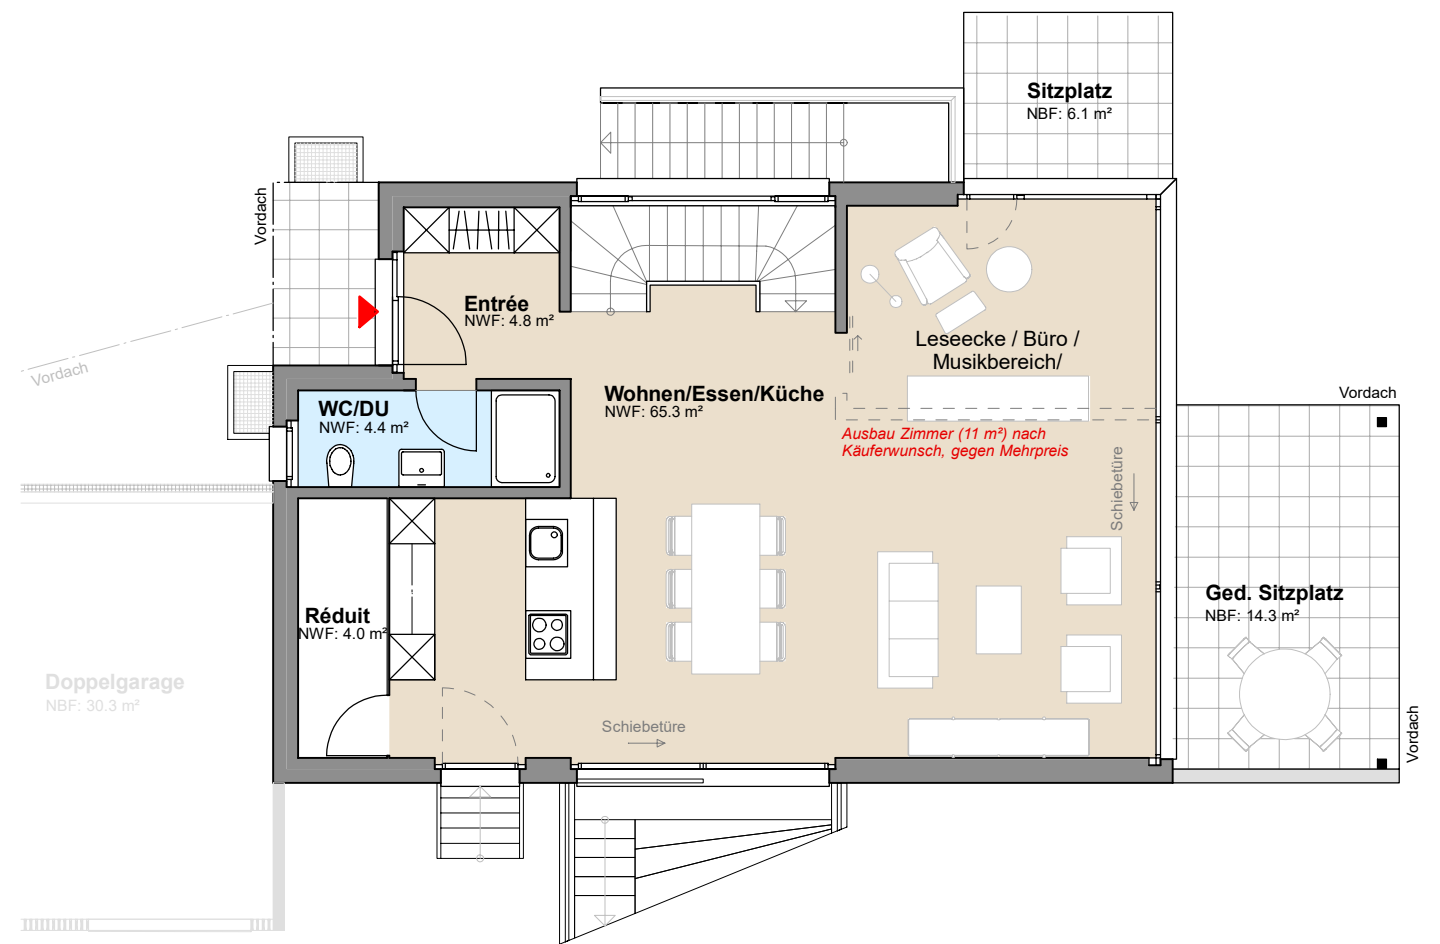 Sitzplatz
NBF: 6.1 m²
Vordach
Entrée
NWF: 4.8 m²
Leseecke / Büro /
Musikbereich/
Vordach
Wohnen/Essen/Küche
NWF: 65.3 m²
Vordach
WC/DU
NWF: 4.4 m²
Ausbau Zimmer (11 m²) nach
Käuferwunsch, gegen Mehrpreis
Schiebetüre
Réduit
NWF: 4.0 m²
Ged. Sitzplatz
NBF: 14.3 m²
Doppelgarage
NBF: 30.3 m²
Schiebetüre
Vordach